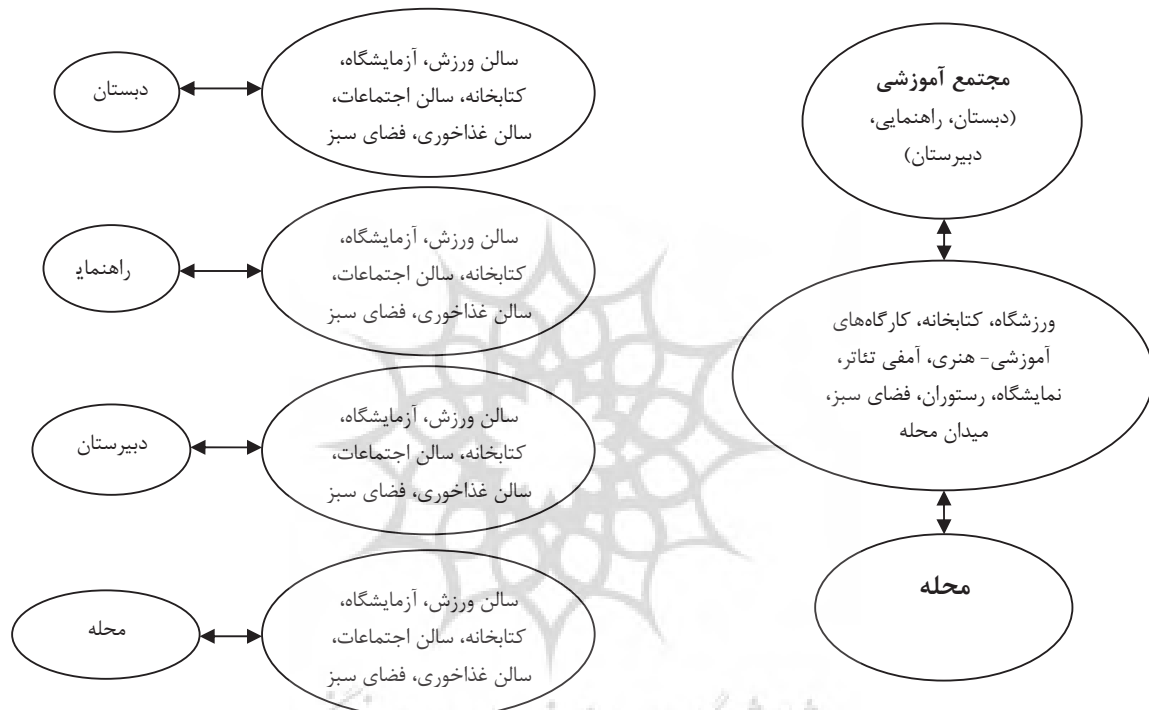 مجتمع آموزشی
(دبستان، راهنمایی،
دبیرستان)
ورزشگاه، کتابخانه، کارگاه‌های
آموزشی- هنری، آمفی تئاتر،
نمایشگاه، رستوران، فضای سبز،
میدان محله
محله
سالن ورزش، آزمایشگاه،
کتابخانه، سالن اجتماعات،
سالن غذاخوری، فضای سبز
دبستان
سالن ورزش، آزمایشگاه،
کتابخانه، سالن اجتماعات،
سالن غذاخوری، فضای سبز
راهنمای
سالن ورزش، آزمایشگاه،
کتابخانه، سالن اجتماعات،
سالن غذاخوری، فضای سبز
دبیرستان
سالن ورزش، آزمایشگاه،
کتابخانه، سالن اجتماعات،
سالن غذاخوری، فضای سبز
محله